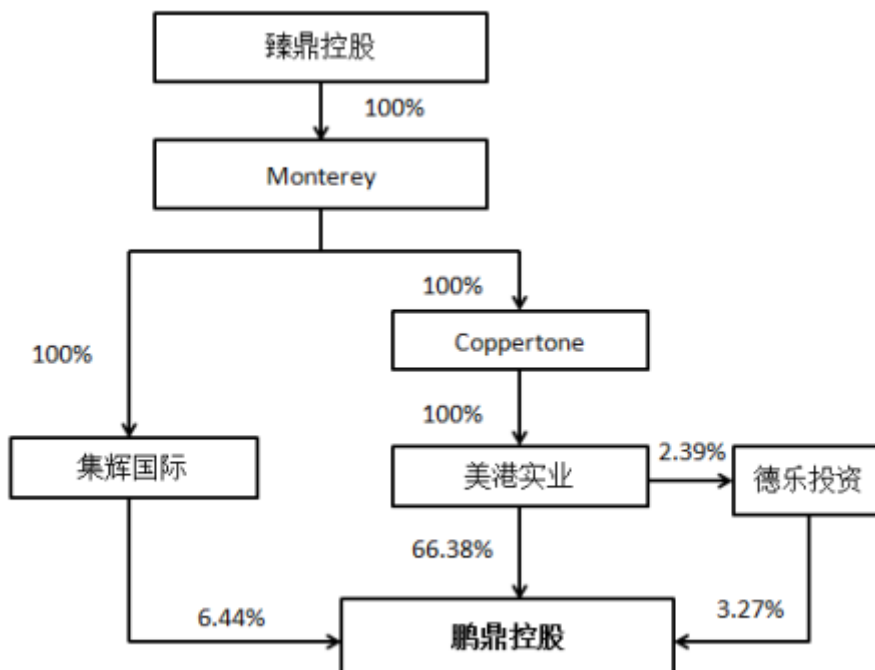 臻鼎控股
100%
Monterey
100%
Coppertone
100%
100%
集辉国际
美港实业
2.39%
德乐投资
66.38%
6.44%
鹏鼎控股
3.27%